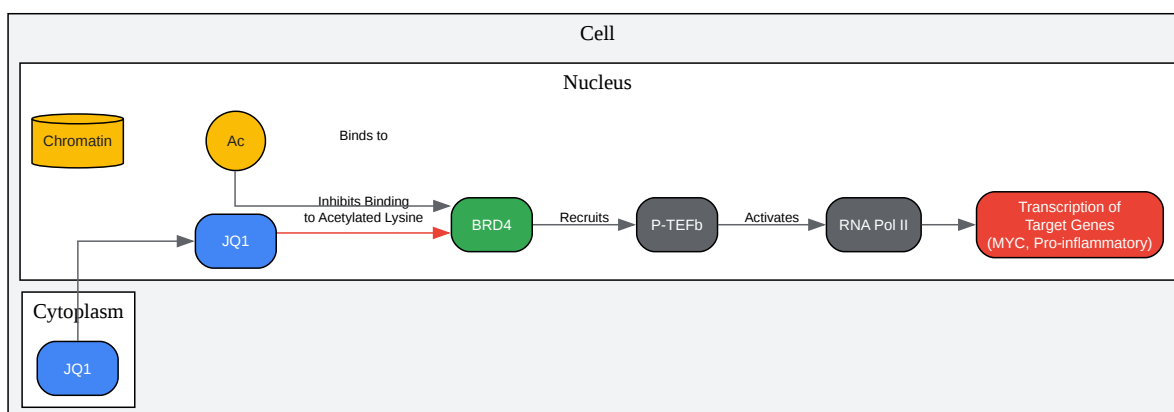 Cell
Nucleus
Chromatin
Ac
Binds to
Inhibits Binding
to Acetylated Lysine
JQ1
BRD4
Recruits
P-TEFb
Activates
RNA Pol II
Transcription of
Target Genes
(MYC, Pro-inflammatory)
Cytoplasm
JQ1